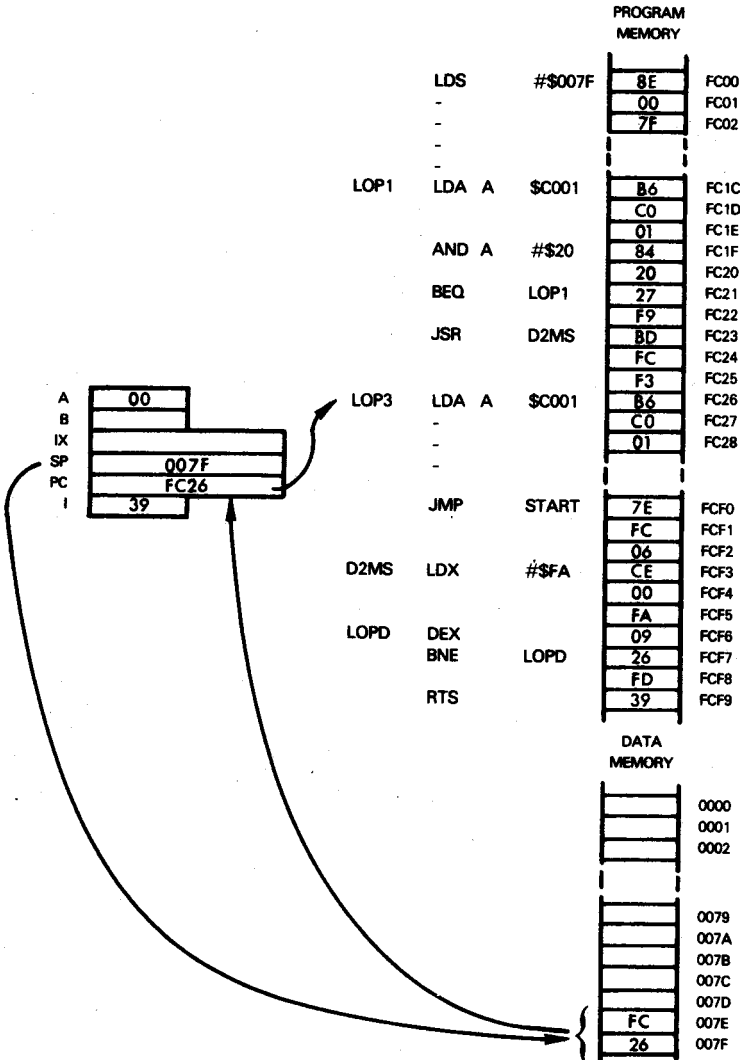 PROGRAM
MEMORY
LDS #$007F 8E FC00
- 00 FC01
- 7F FC02
-
-
LOP1 LDA A $C001 B6 FC1C
C0 FC1D
01 FC1E
AND A #$20 84 FC1F
20 FC20
BEQ LOP1 27 FC21
F9 FC22
JSR D2MS BD FC23
FC FC24
F3 FC25
A 00
LOP3 LDA A $C001 B6 FC26
B
- C0 FC27
IX
- 01 FC28
SP 007F
-
PC FC26
I 39
JMP START 7E FCF0
FC FCF1
06 FCF2
D2MS LDX #$FA CE FCF3
00 FCF4
FA FCF5
LOPD DEX 09 FCF6
BNE LOPD 26 FCF7
FD FCF8
RTS 39 FCF9
DATA
MEMORY
0000
0001
0002
0079
007A
007B
007C
007D
FC 007E
26 007F